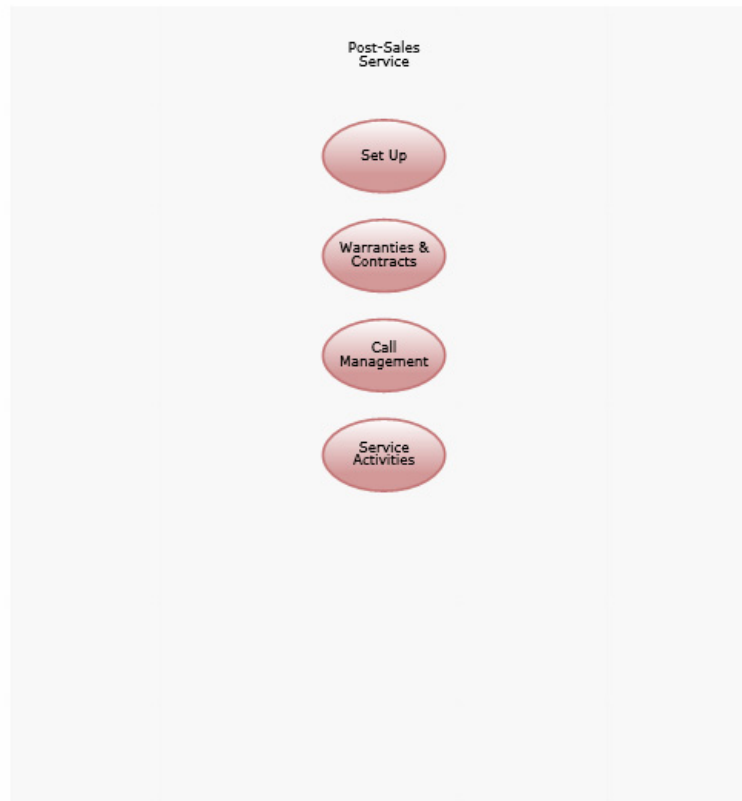 Post-Sales
Service
Set Up
Warranties &
Contracts
Call
Management
Service
Activities